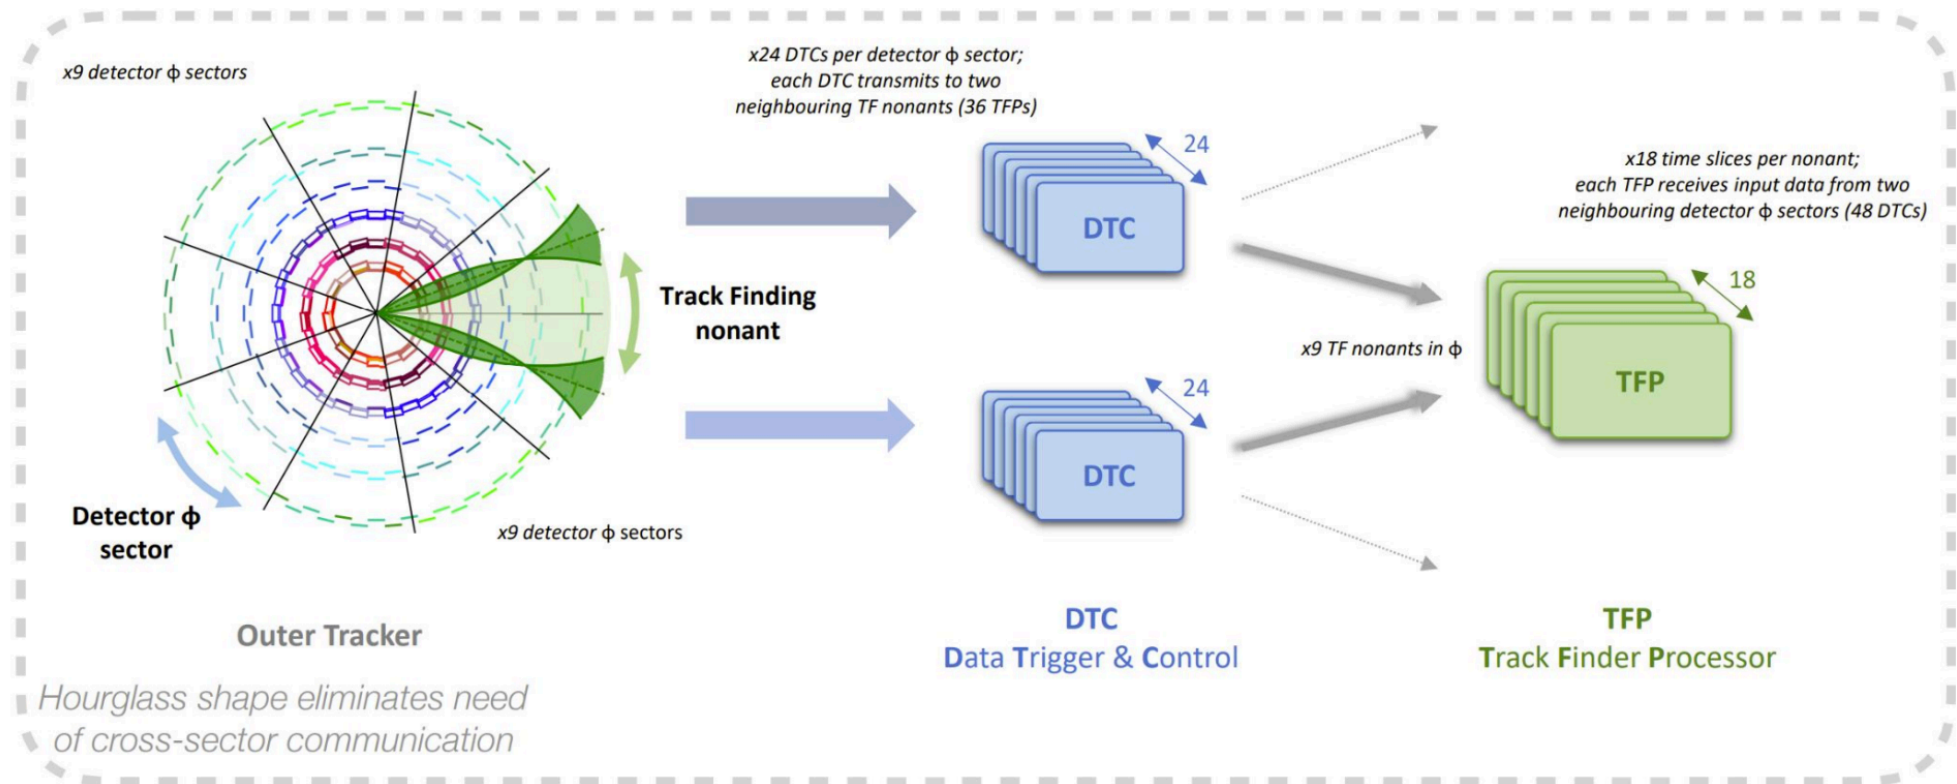 x9 detector ϕ sectors
x24 DTCs per detector ϕ sector;
each DTC transmits to two
neighbouring TF nonants (36 TFPs)
24
DTC
x18 time slices per nonant;
each TFP receives input data from two
neighbouring detector ϕ sectors (48 DTCs)
18
TFP
Track Finding
nonant
x9 TF nonants in ϕ
24
DTC
Detector ϕ
sector
x9 detector ϕ sectors
Outer Tracker
Hourglass shape eliminates need
of cross-sector communication
DTC
Data Trigger & Control
TFP
Track Finder Processor